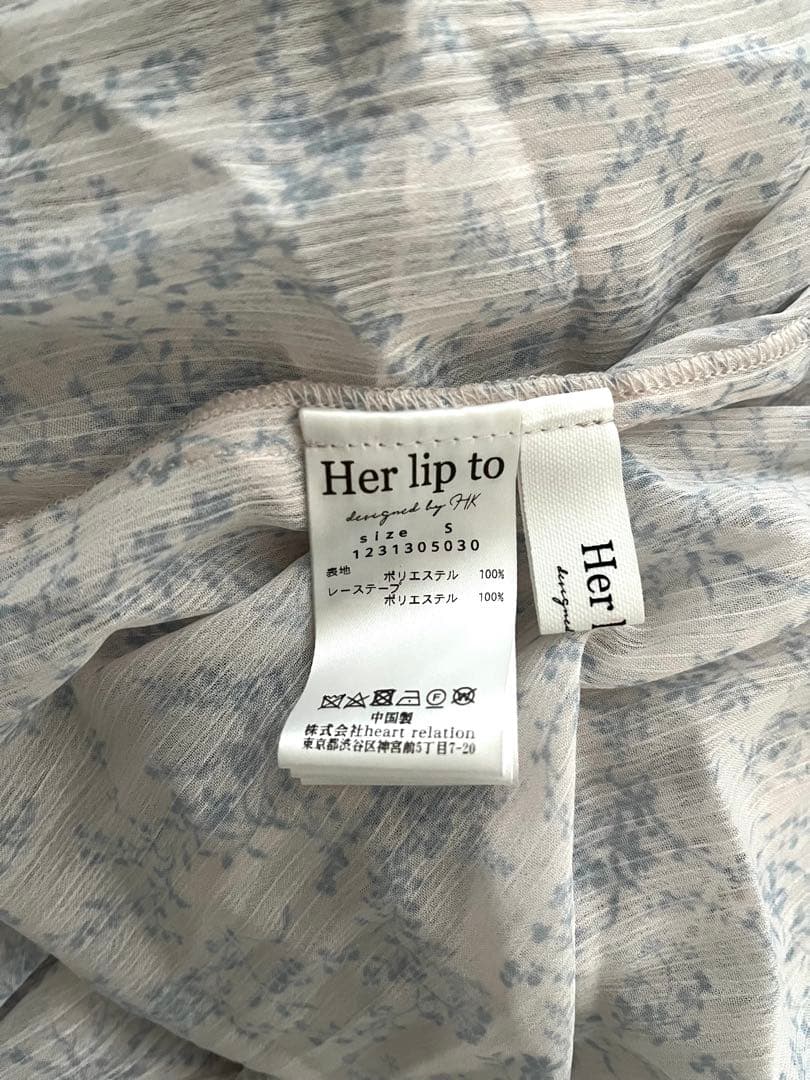 Her lip to
designed by HK
size S
1231305030
表地 ポリエステル 100%
レーステープ
ポリエステル 100%
F
W
中国製
株式会社heart relation
東京都渋谷区神宮前5丁目7-20
Her l
designed